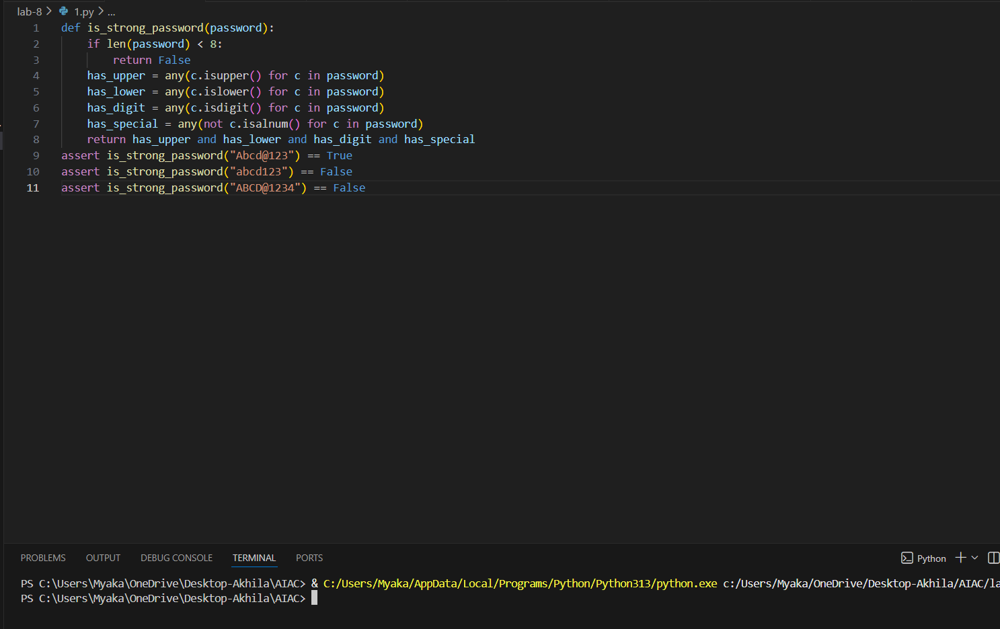 lab-8 > 1.py > ...
1 def is_strong_password(password):
2     if len(password) < 8:
3         return False
4     has_upper = any(c.isupper() for c in password)
5     has_lower = any(c.islower() for c in password)
6     has_digit = any(c.isdigit() for c in password)
7     has_special = any(not c.isalnum() for c in password)
8     return has_upper and has_lower and has_digit and has_special
9 assert is_strong_password("Abcd@123") == True
10 assert is_strong_password("abcd123") == False
11 assert is_strong_password("ABCD@1234") == False
PROBLEMS OUTPUT DEBUG CONSOLE TERMINAL PORTS Python
PS C:\Users\Myaka\OneDrive\Desktop-Akhila\AIAC> & C:/Users/Myaka/AppData/Local/Programs/Python/Python313/python.exe c:/Users/Myaka/OneDrive/Desktop-Akhila/AIAC/la
PS C:\Users\Myaka\OneDrive\Desktop-Akhila\AIAC>